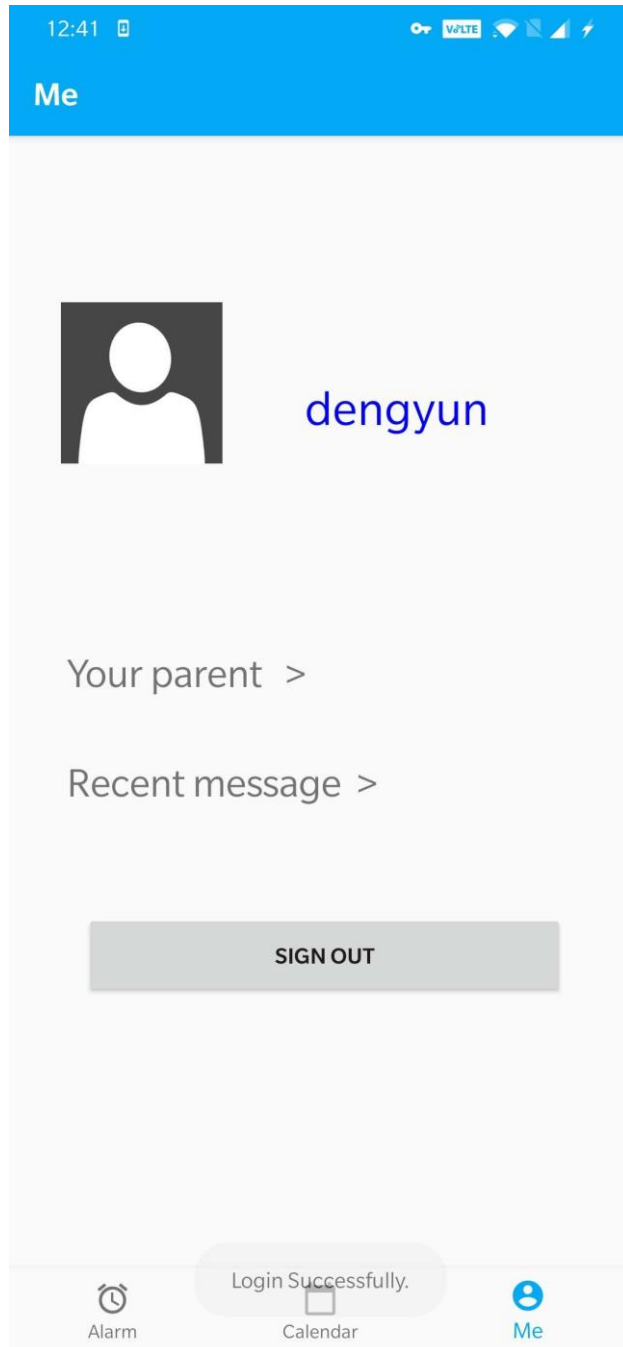 12:41
VoLTE
Me
dengyun
Your parent >
Recent message >
SIGN OUT
Login Successfully.
Alarm
Calendar
Me